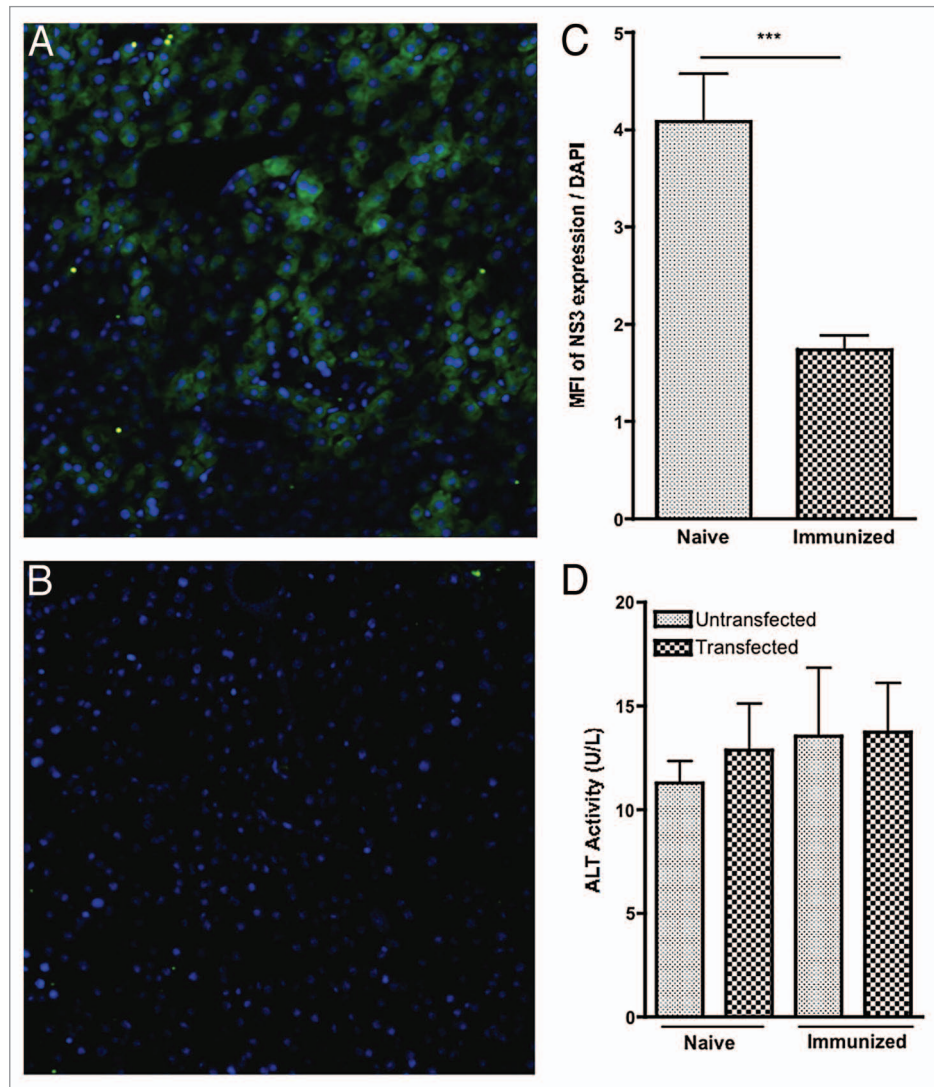 A
B
C
MFI of NS3 expression / DAPI
5
4
3
2
1
0
***
Naive
Immunized
D
ALT Activity (U/L)
20
15
10
5
0
Untransfected
Transfected
Naive
Immunized